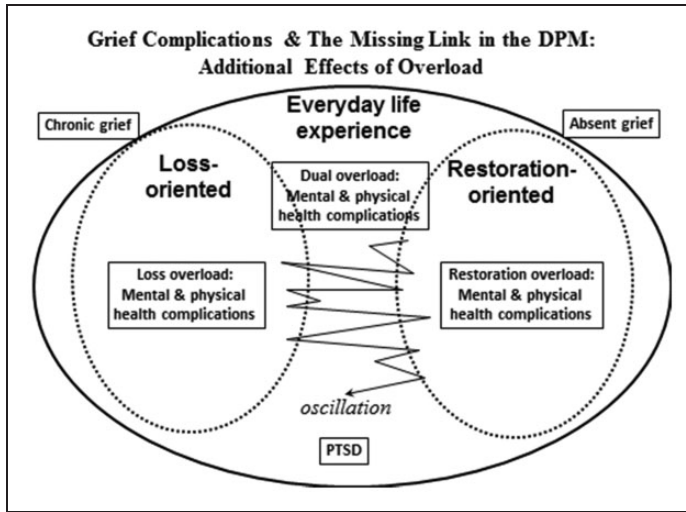 Grief Complications & The Missing Link in the DPM:
Additional Effects of Overload
Everyday life
experience
Chronic grief
Absent grief
Loss-
oriented
Dual overload:
Mental & physical
health complications
Restoration-
oriented
Loss overload:
Mental & physical
health complications
Restoration overload:
Mental & physical
health complications
oscillation
PTSD